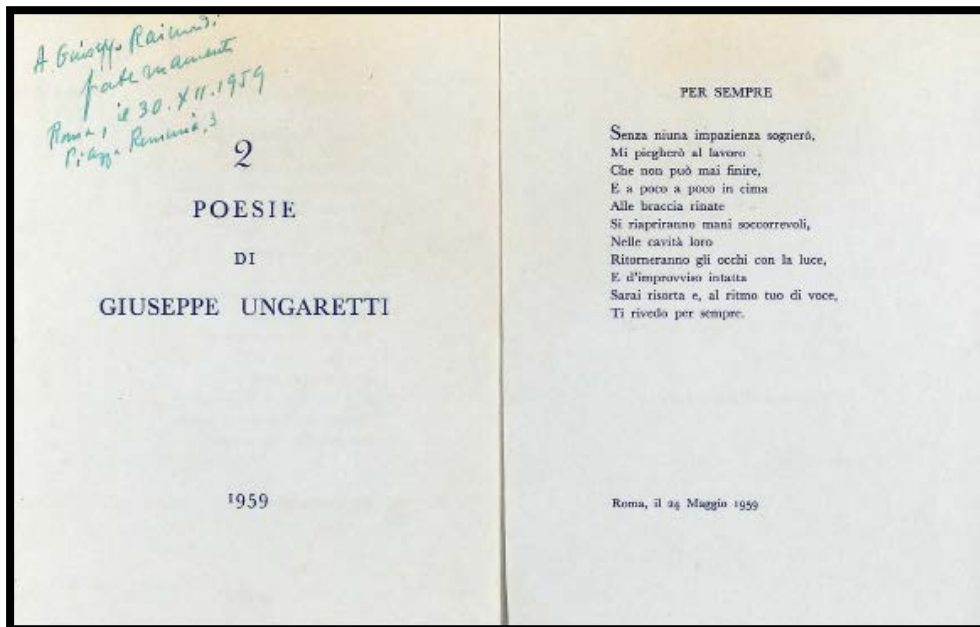 A Giuseppe Raimondi
fraternamente
Roma, il 30.XII.1959
Piazza Remuria, 3
2
POESIE
DI
GIUSEPPE UNGARETTI
1959
PER SEMPRE
Senza niuna impazienza sognerò,
Mi piegherò al lavoro
Che non può mai finire,
E a poco a poco in cima
Alle braccia rinate
Si riapriranno mani soccorrevoli,
Nelle cavità loro
Ritorneranno gli occhi con la luce,
E d'improvviso intatta
Sarai risorta e, al ritmo tuo di voce,
Ti rivedo per sempre.
Roma, il 24 Maggio 1959